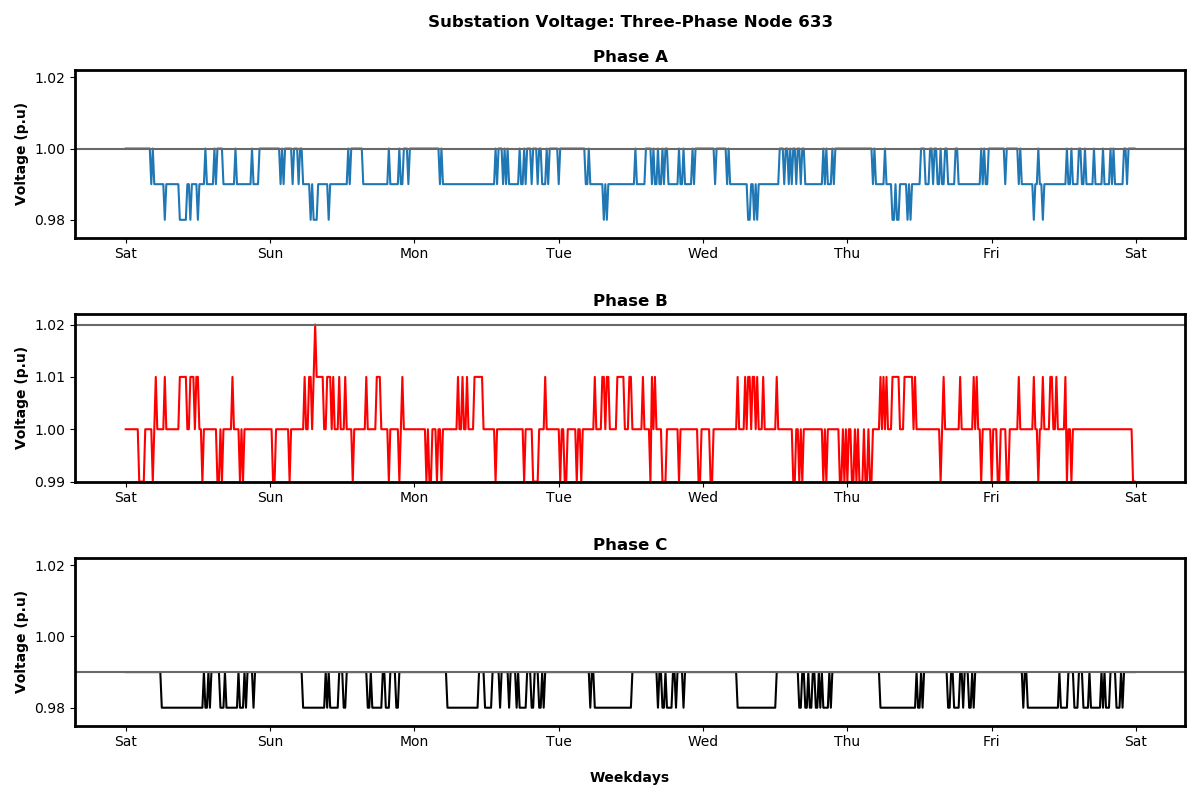 Substation Voltage: Three-Phase Node 633
Phase A
Voltage (p.u)
1.02
1.00
0.98
Sat Sun Mon Tue Wed Thu Fri Sat
Phase B
Voltage (p.u)
1.02
1.01
1.00
0.99
Sat Sun Mon Tue Wed Thu Fri Sat
Phase C
Voltage (p.u)
1.02
1.00
0.98
Sat Sun Mon Tue Wed Thu Fri Sat
Weekdays